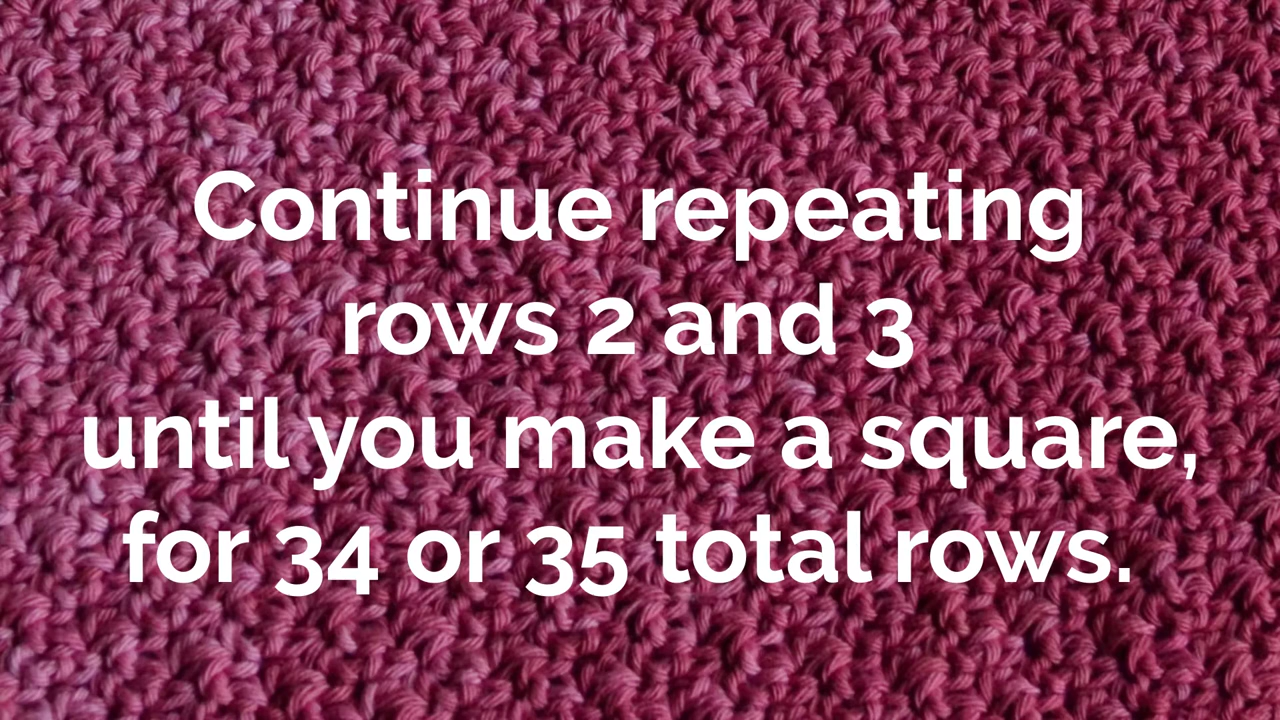 Continue repeating
rows 2 and 3
until you make a square,
for 34 or 35 total rows.